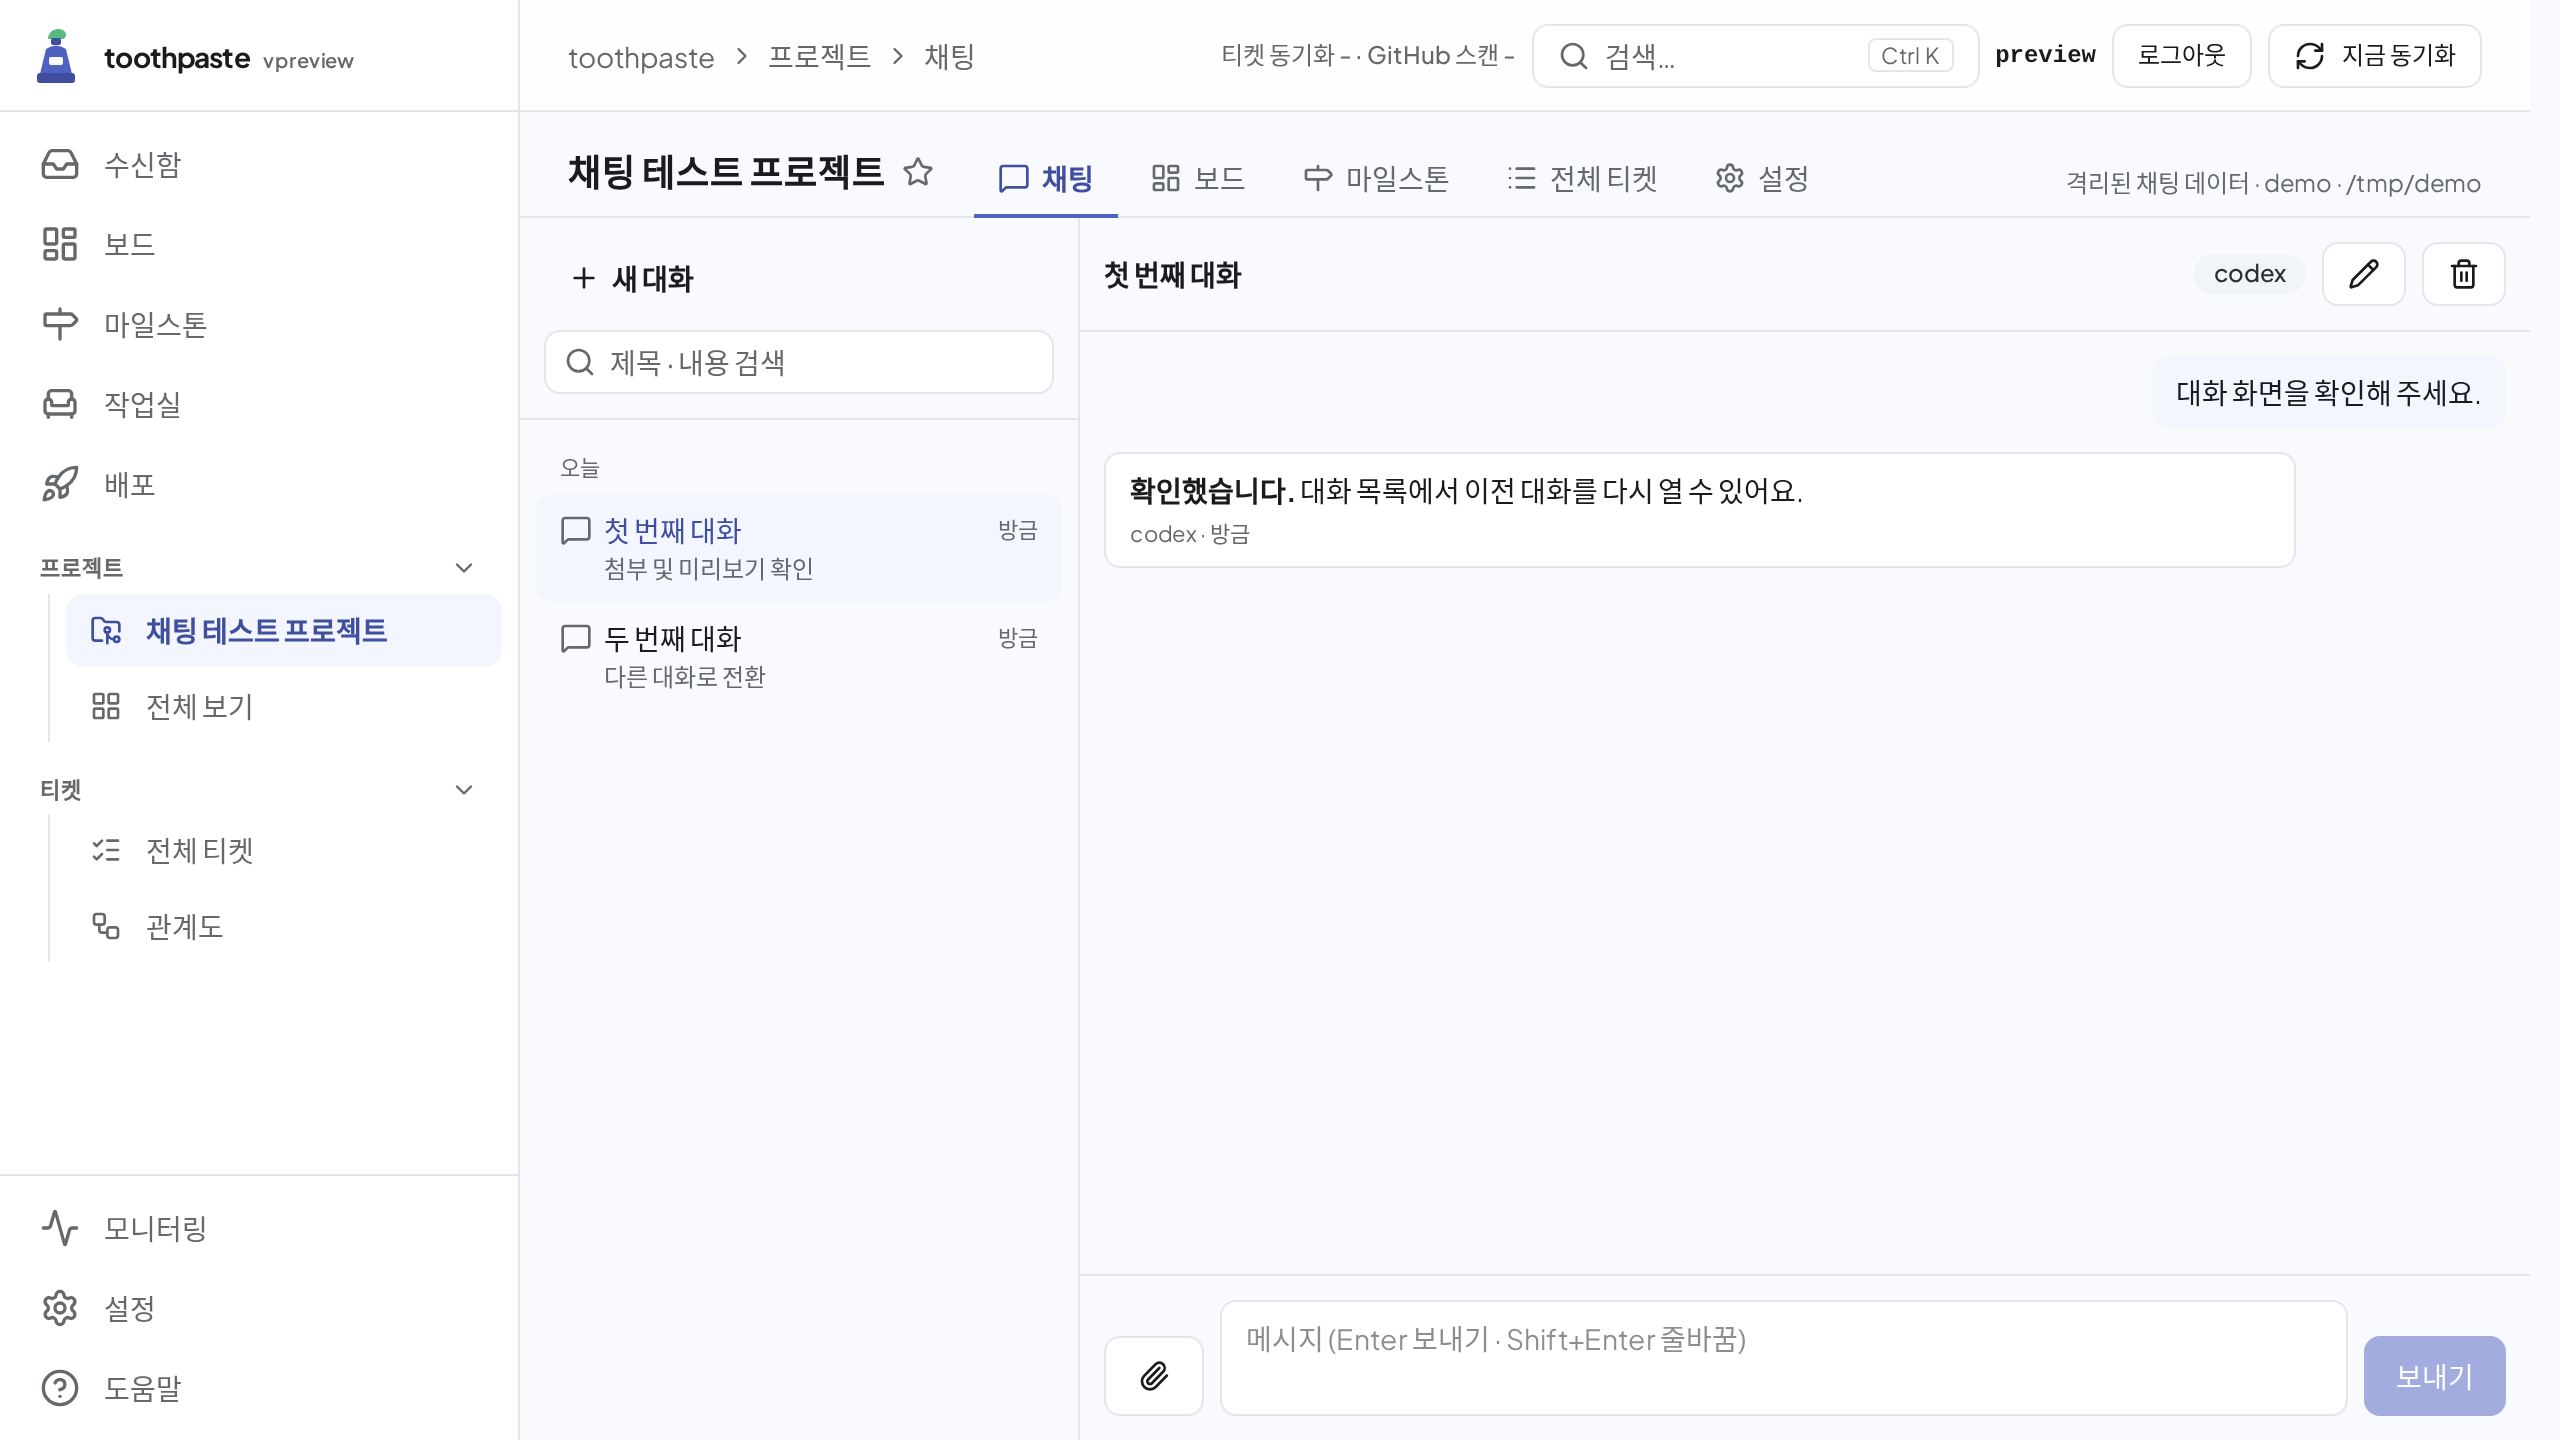 toothpaste vpreview
수신함
보드
마일스톤
작업실
배포
프로젝트
채팅 테스트 프로젝트
전체 보기
티켓
전체 티켓
관계도
모니터링
설정
도움말
toothpaste > 프로젝트 > 채팅
티켓 동기화 - · GitHub 스캔 -
검색...
Ctrl K
preview
로그아웃
지금 동기화
채팅 테스트 프로젝트
채팅
보드
마일스톤
전체 티켓
설정
격리된 채팅 데이터 · demo · /tmp/demo
+ 새 대화
제목 · 내용 검색
오늘
첫 번째 대화 방금
첨부 및 미리보기 확인
두 번째 대화 방금
다른 대화로 전환
첫 번째 대화
codex
대화 화면을 확인해 주세요.
확인했습니다. 대화 목록에서 이전 대화를 다시 열 수 있어요.
codex · 방금
메시지 (Enter 보내기 · Shift+Enter 줄바꿈)
보내기